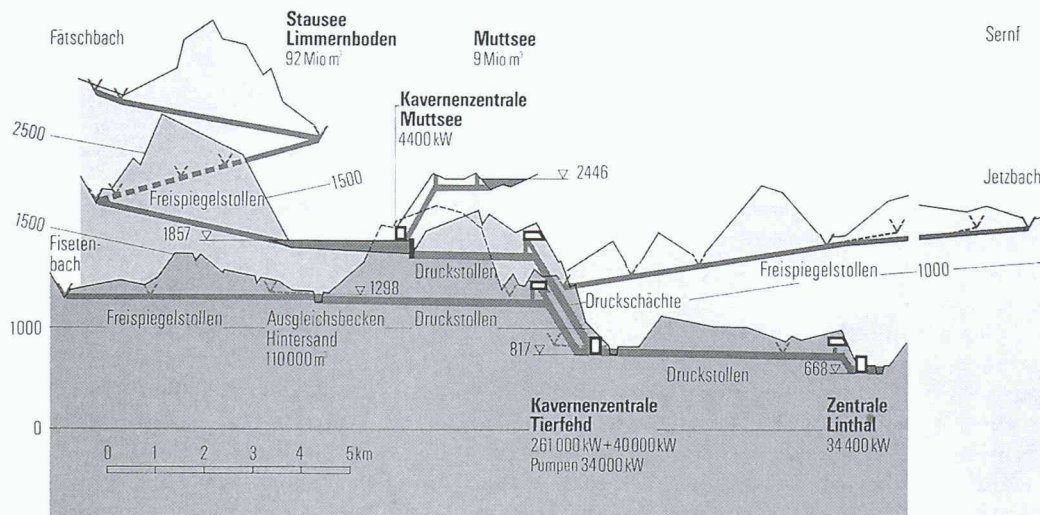 Fätschbach
Stausee
Limmernboden
92 Mio m³
Muttsee
9 Mio m³
Sernf
Kavernenzentrale
Muttsee
4400 kW
2500
1500
2446
Freispiegelstollen
Jetzbach
1500
1857
Fiseten-
bach
Druckstollen
Freispiegelstollen
1000
1298
Druckschächte
Freispiegelstollen
Ausgleichsbecken
Hintersand
110 000 m³
Druckstollen
1000
817
Druckstollen
668
Kavernenzentrale
Tierfehd
261 000 kW + 40 000 kW
Pumpen 34 000 kW
Zentrale
Linthal
34 400 kW
0
0 1 2 3 4 5 km